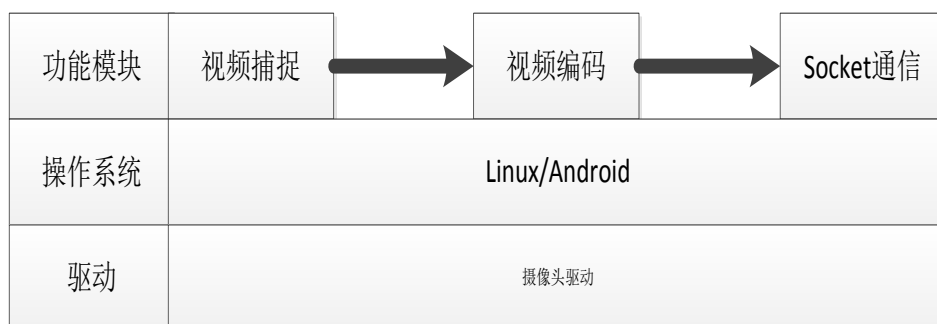 功能模块
视频捕捉
视频编码
Socket通信
操作系统
Linux/Android
驱动
摄像头驱动